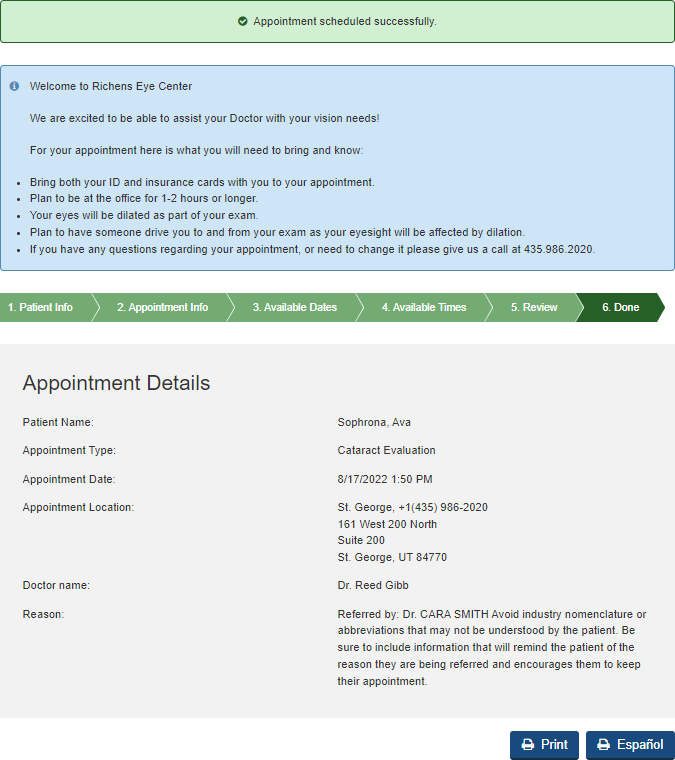 Appointment scheduled successfully.
Welcome to Richens Eye Center
We are excited to be able to assist your Doctor with your vision needs!
For your appointment here is what you will need to bring and know:
Bring both your ID and insurance cards with you to your appointment.
Plan to be at the office for 1-2 hours or longer.
Your eyes will be dilated as part of your exam.
Plan to have someone drive you to and from your exam as your eyesight will be affected by dilation.
If you have any questions regarding your appointment, or need to change it please give us a call at 435.986.2020.
1. Patient Info 2. Appointment Info 3. Available Dates 4. Available Times 5. Review 6. Done
Appointment Details
Patient Name: Sophrona, Ava
Appointment Type: Cataract Evaluation
Appointment Date: 8/17/2022 1:50 PM
Appointment Location: St. George, +1(435) 986-2020
161 West 200 North
Suite 200
St. George, UT 84770
Doctor name: Dr. Reed Gibb
Reason: Referred by: Dr. CARA SMITH Avoid industry nomenclature or
abbreviations that may not be understood by the patient. Be
sure to include information that will remind the patient of the
reason they are being referred and encourages them to keep
their appointment.
Print Español